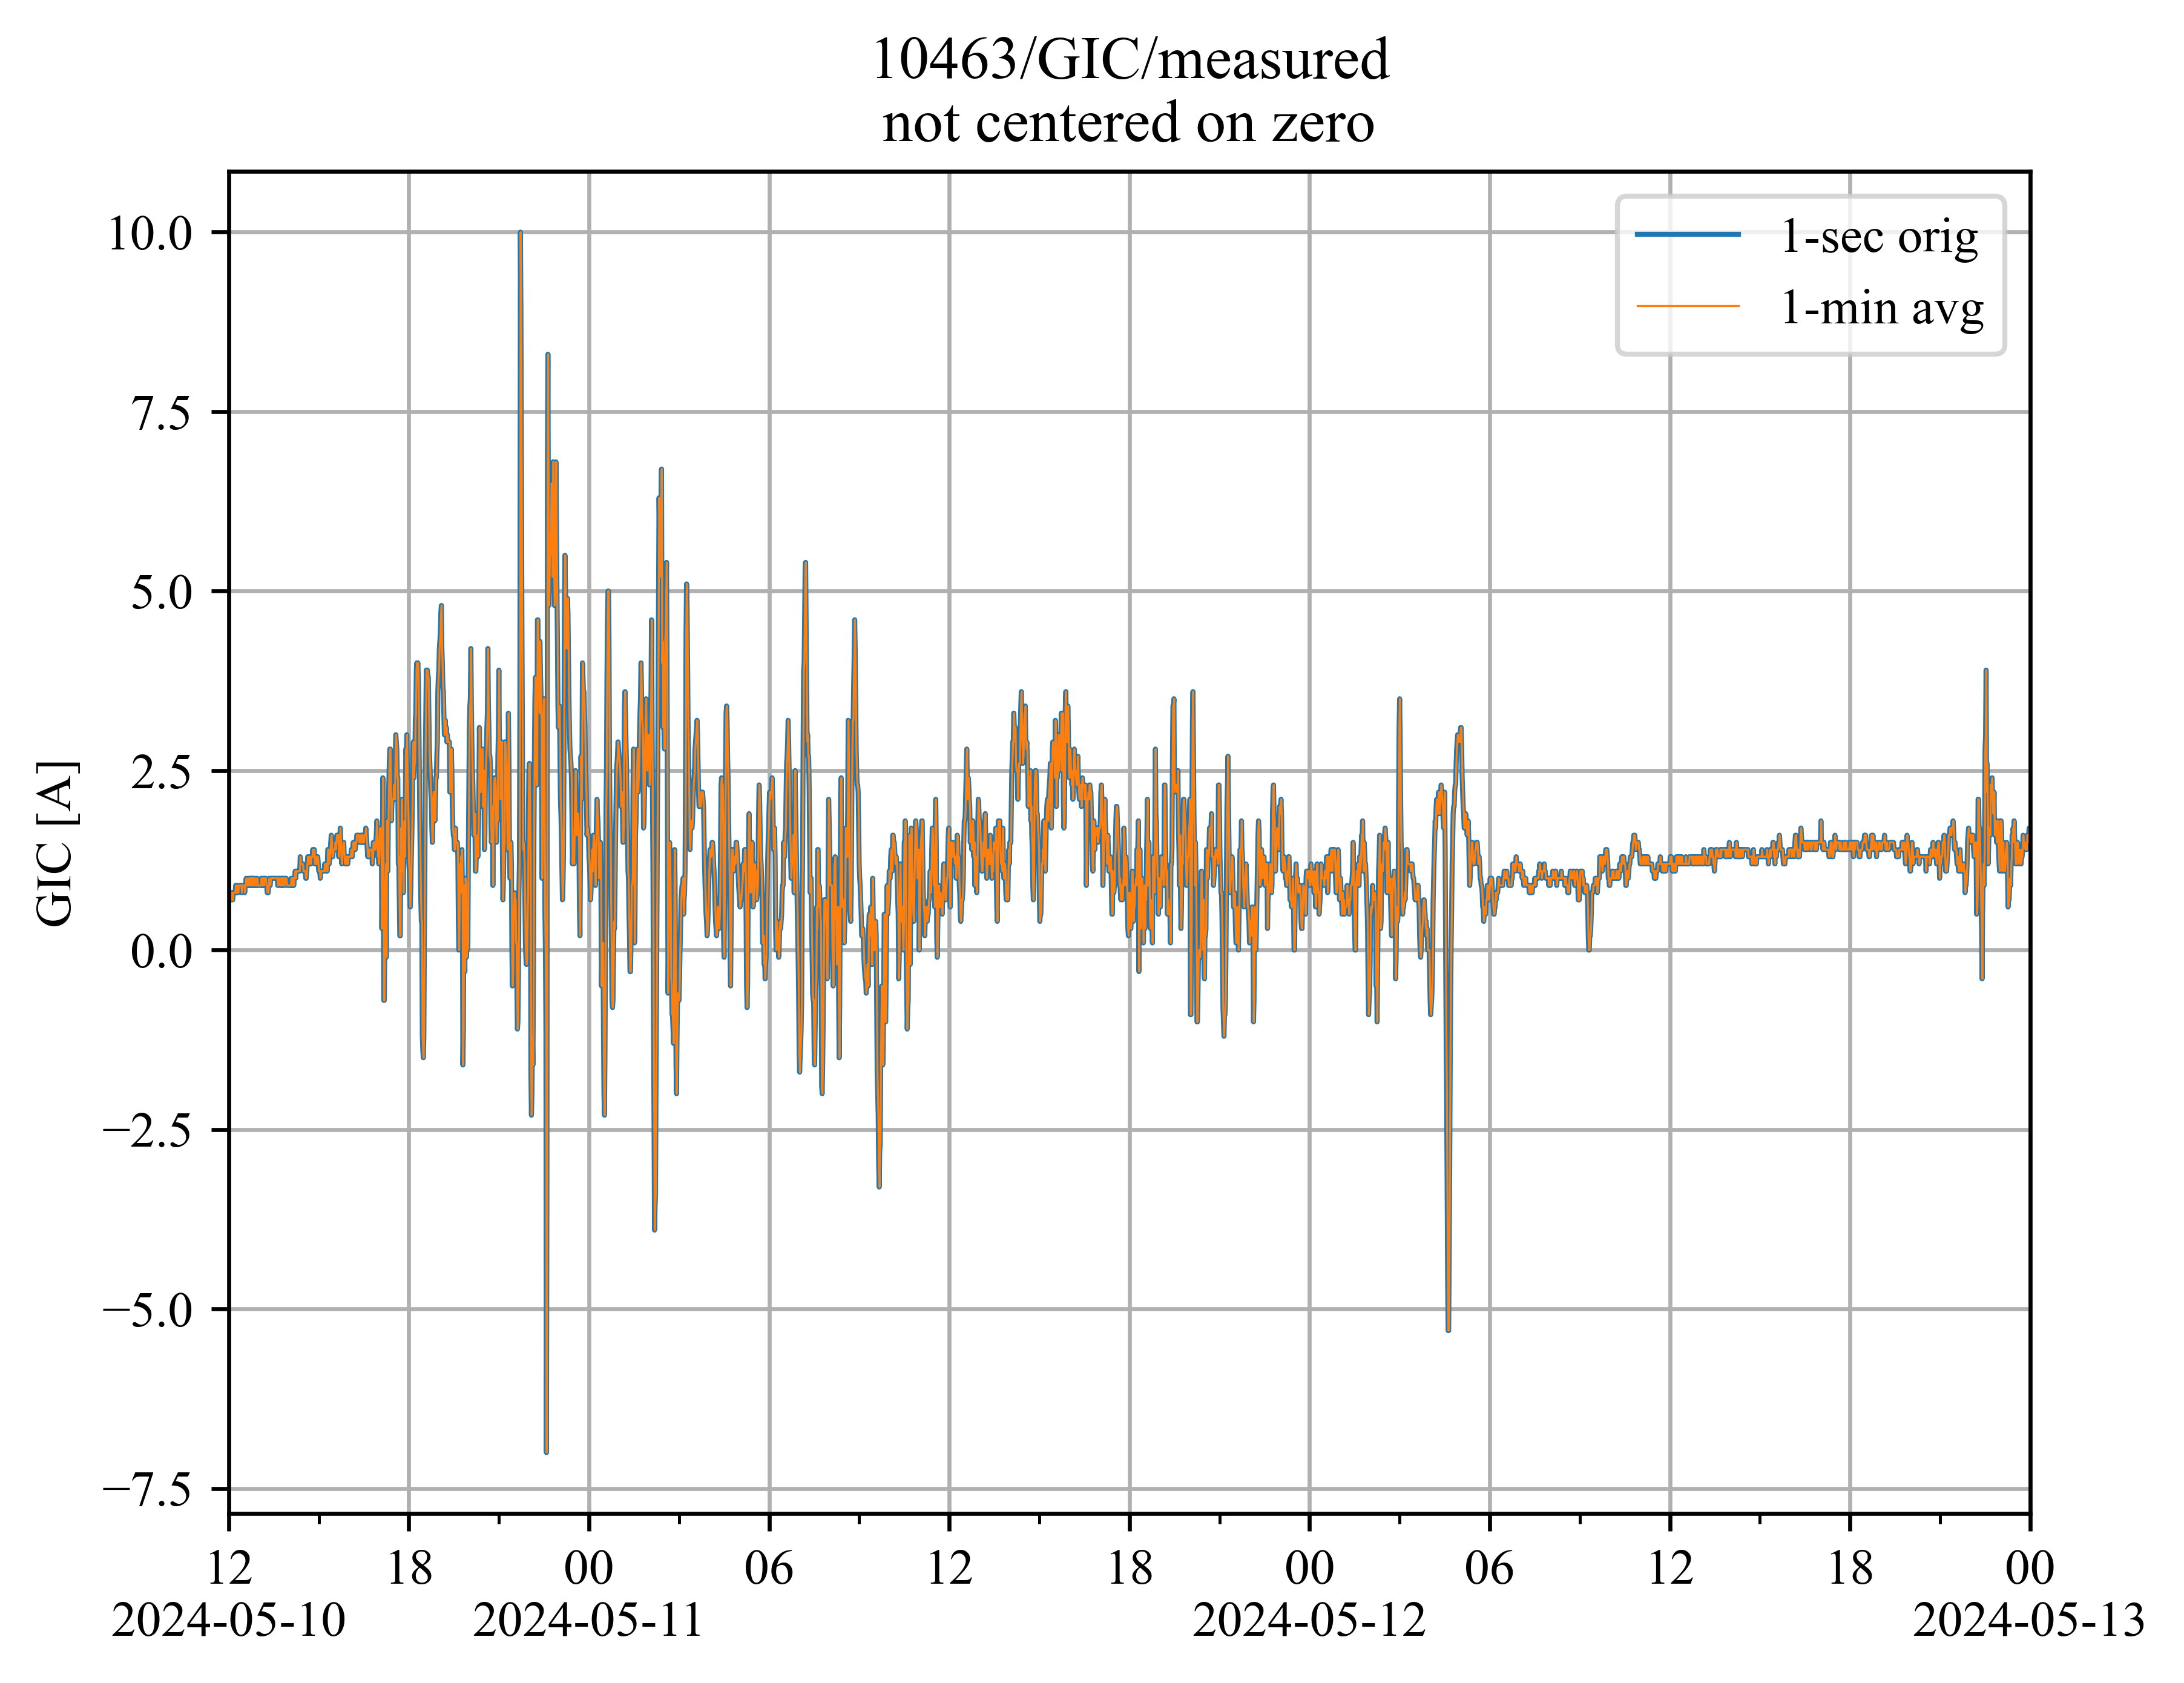 10463/GIC/measured
not centered on zero
1-sec orig
1-min avg
GIC [A]
10.0
7.5
5.0
2.5
0.0
−2.5
−5.0
−7.5
12 18 00 06 12 18 00 06 12 18 00
2024-05-10 2024-05-11 2024-05-12 2024-05-13